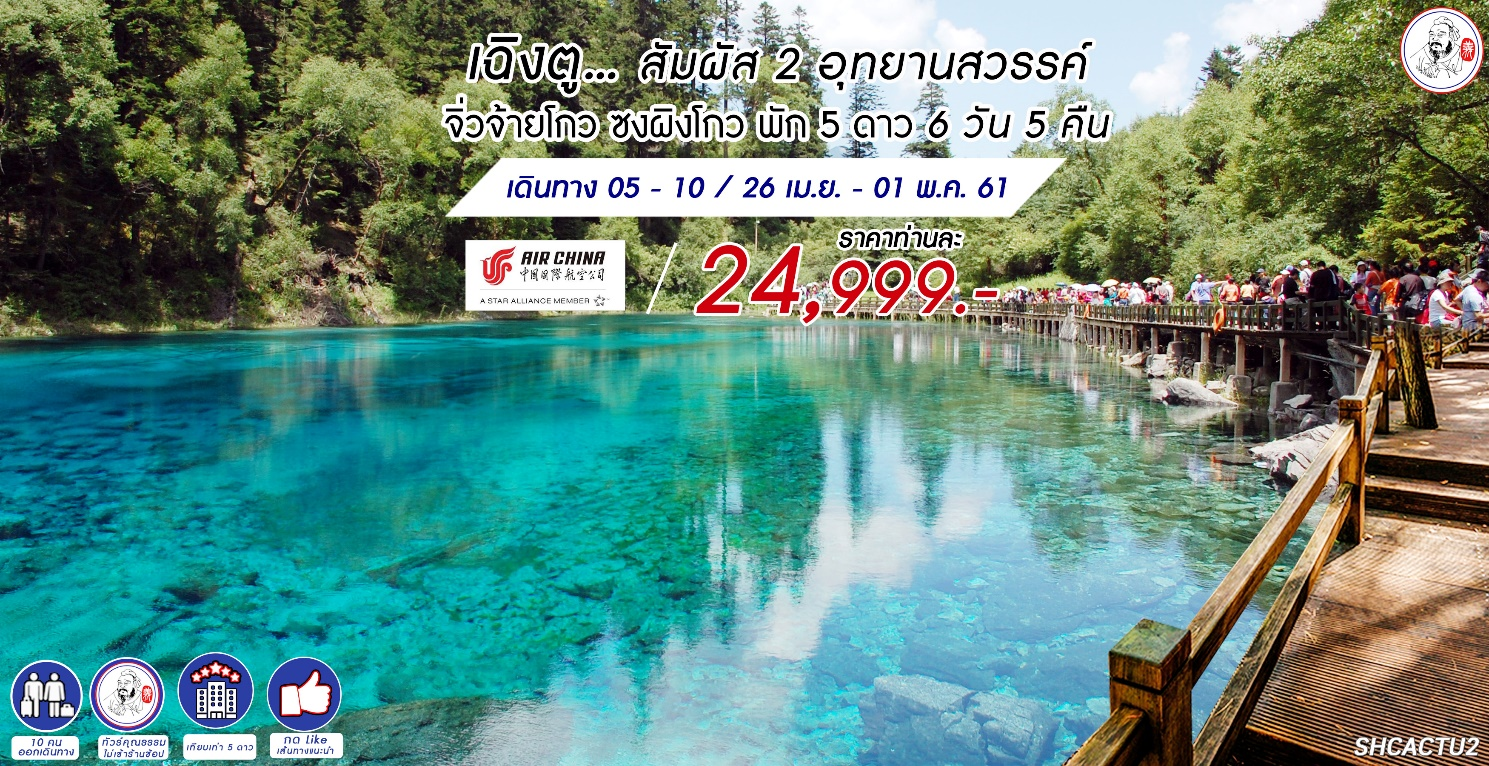 เฉิงตู... สัมผัส 2 อุทยานสวรรค์
จิ่วจ้ายโกว ซงผิงโกว พัก 5 ดาว 6 วัน 5 คืน
เดินทาง 05 - 10 / 26 เม.ย. - 01 พ.ค. 61
AIR CHINA
中国国际航空公司
A STAR ALLIANCE MEMBER
ราคาท่านละ
24,999.-
10 คน
ออกเดินทาง
ทัวร์คุณธรรม
ไม่เข้าร้านช้อป
เทียบเท่า 5 ดาว
กด Like
เส้นทางแนะนำ
SHCACTU2